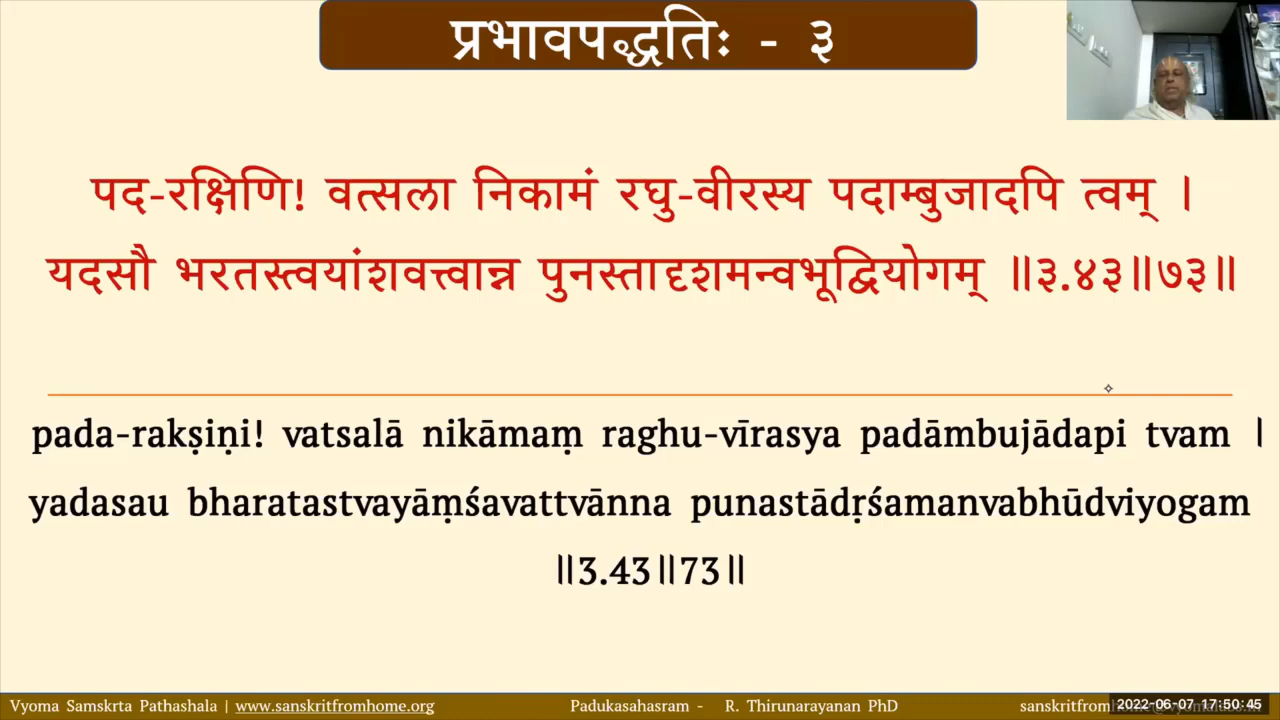 प्रभावपद्धतिः - ३
पद-रक्षिणि! वत्सला निकामं रघु-वीरस्य पदाम्बुजादपि त्वम् ।
यदसौ भरतस्त्वयांशवत्त्वान्न पुनस्तादृशमन्वभूद्वियोगम् ॥३.४३॥७३॥
pada-rakṣiṇi! vatsalā nikāmaṃ raghu-vīrasya padāmbujādapi tvam |
yadasau bharatastvayāṃśavattvānna punastādṛśamanvabhūdviyogam
॥3.43॥73॥
Vyoma Samskrta Pathashala | www.sanskritfromhome.org Padukasahasram - R. Thirunarayanan PhD sanskritfrom 2022-06-07 17:50:45